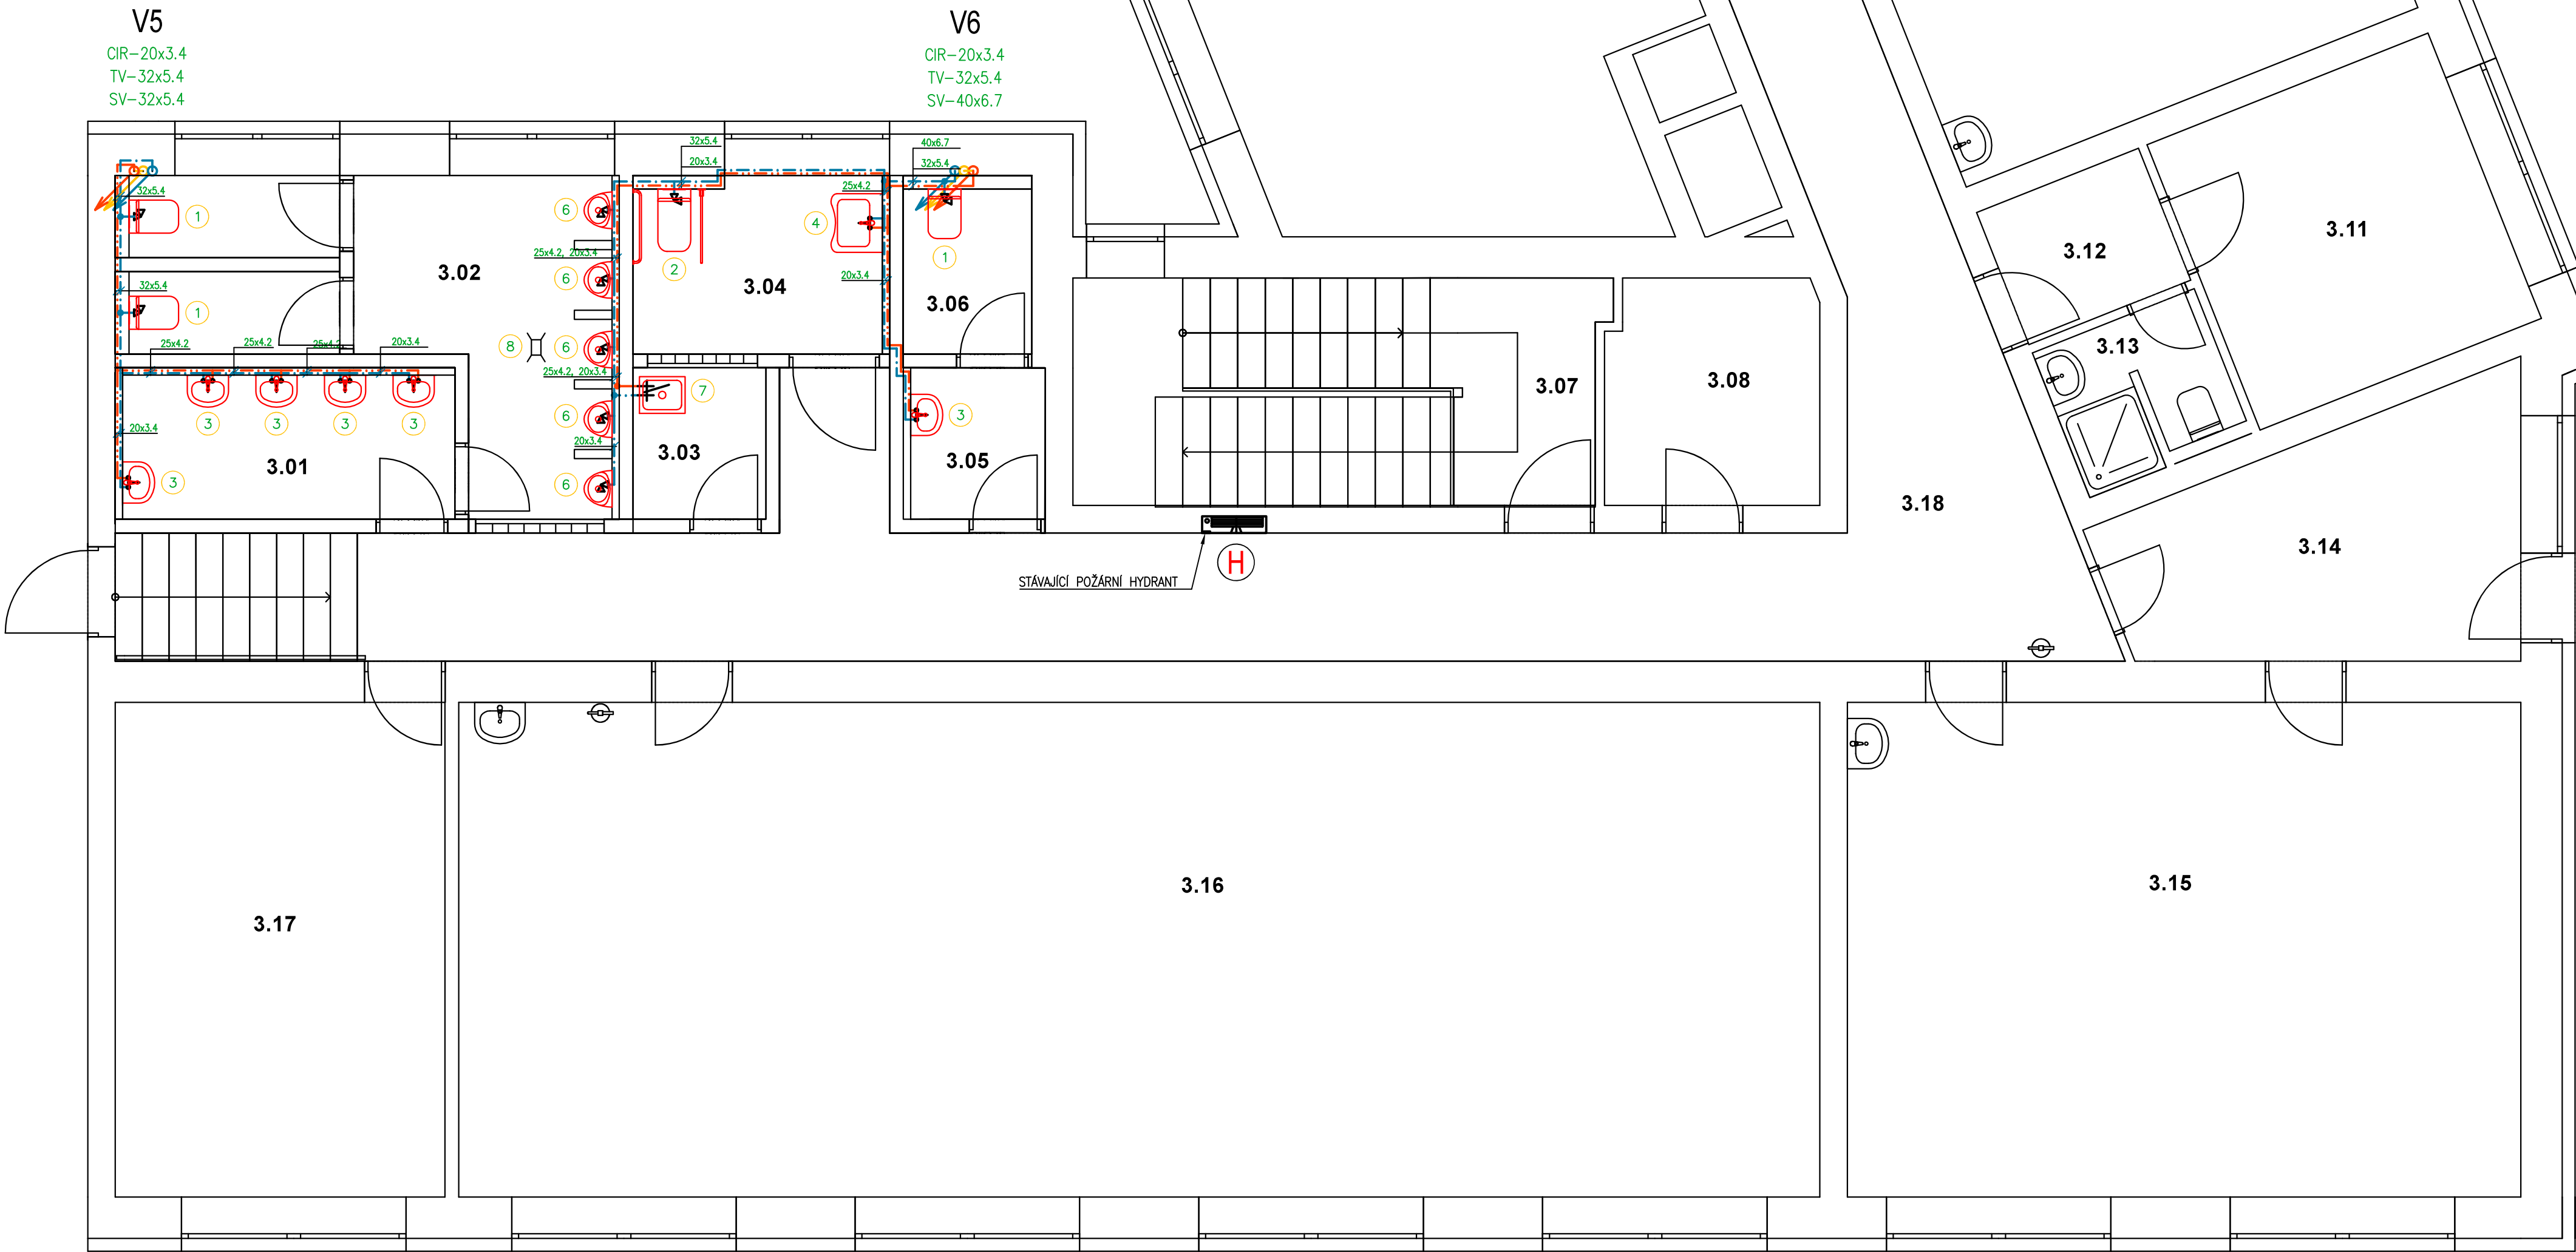 V5
CIR-20x3.4
TV-32x5.4
SV-32x5.4
V6
CIR-20x3.4
TV-32x5.4
SV-40x6.7
32x5.4
20x3.4
40x6.7
32x5.4
25x4.2
32x5.4
1
6
4
2
1
25x4.2, 20x3.4
20x3.4
3.02
6
3.04
3.06
32x5.4
1
8
6
25x4.2
25x4.2
25x4.2
20x3.4
25x4.2, 20x3.4
7
3
3
3
3
6
3
20x3.4
20x3.4
3.01
3.03
3.05
3
6
3.07
3.08
3.12
3.11
3.13
3.18
3.14
STÁVAJÍCÍ POŽÁRNÍ HYDRANT
H
3.17
3.16
3.15